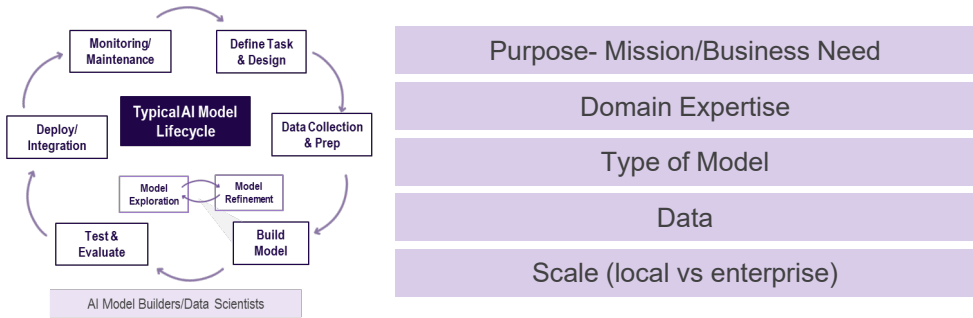 Monitoring/
Maintenance
Define Task
& Design
Typical AI Model
Lifecycle
Deploy/
Integration
Data Collection
& Prep
Model
Exploration
Model
Refinement
Test &
Evaluate
Build
Model
AI Model Builders/Data Scientists
Purpose- Mission/Business Need
Domain Expertise
Type of Model
Data
Scale (local vs enterprise)